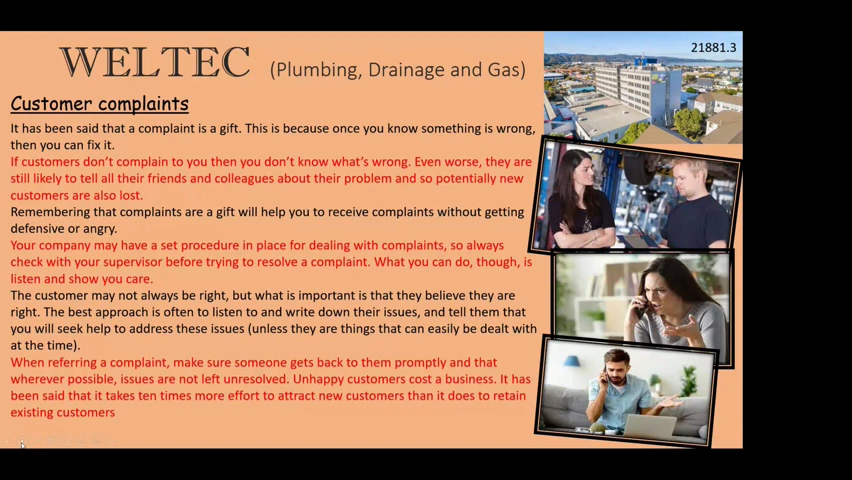 WELTEC (Plumbing, Drainage and Gas)
21881.3
Customer complaints
It has been said that a complaint is a gift. This is because once you know something is wrong,
then you can fix it.
If customers don't complain to you then you don't know what's wrong. Even worse, they are
still likely to tell all their friends and colleagues about their problem and so potentially new
customers are also lost.
Remembering that complaints are a gift will help you to receive complaints without getting
defensive or angry.
Your company may have a set procedure in place for dealing with complaints, so always
check with your supervisor before trying to resolve a complaint. What you can do, though, is
listen and show you care.
The customer may not always be right, but what is important is that they believe they are
right. The best approach is often to listen to and write down their issues, and tell them that
you will seek help to address these issues (unless they are things that can easily be dealt with
at the time).
When referring a complaint, make sure someone gets back to them promptly and that
wherever possible, issues are not left unresolved. Unhappy customers cost a business. It has
been said that it takes ten times more effort to attract new customers than it does to retain
existing customers